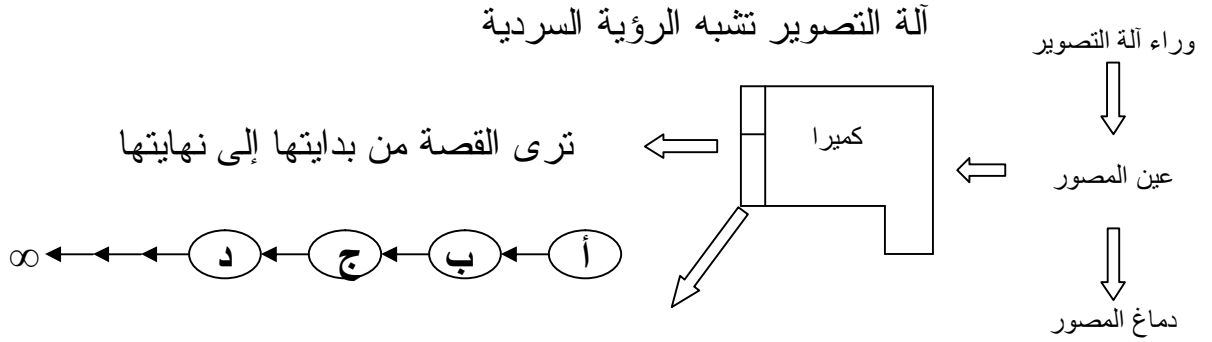 آلة التصوير تشبه الرؤية السردية
وراء آلة التصوير
كميرا
ترى القصة من بدايتها إلى نهايتها
عين المصور
أ ب ج د ∞
دماغ المصور